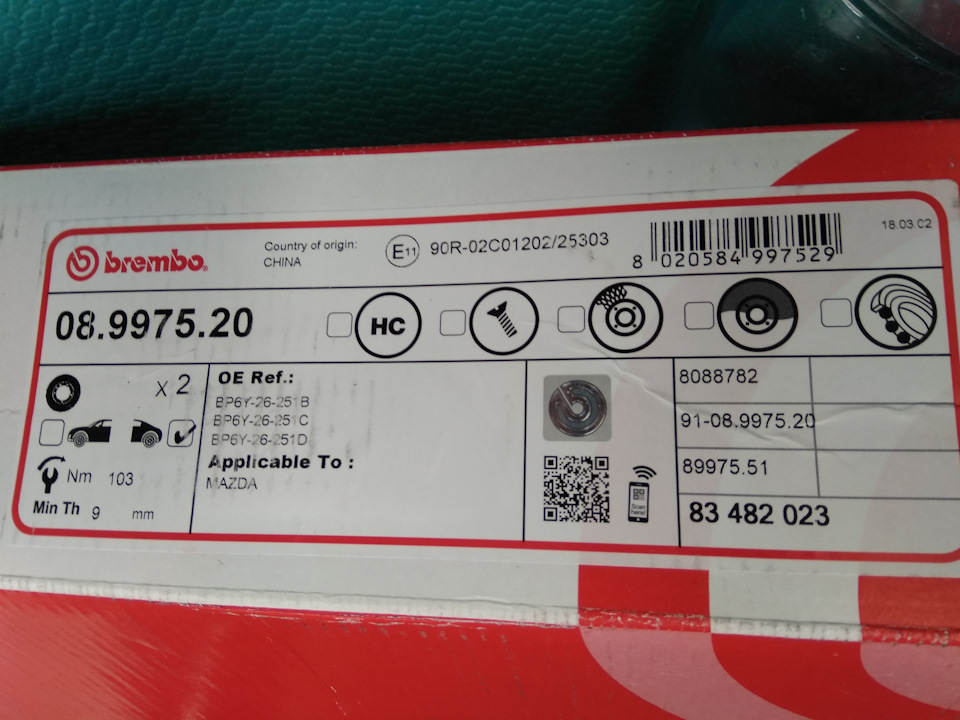 brembo
Country of origin:
CHINA
E11 90R-02C01202/25303
8 020584 997529
18.03.C2
08.9975.20
HC
X 2
OE Ref.:
BP6Y-26-251B
BP6Y-26-251C
BP6Y-26-251D
Applicable To :
MAZDA
Nm 103
Min Th 9 mm
Scan
here!
8088782
91-08.9975.20
89975.51
83 482 023